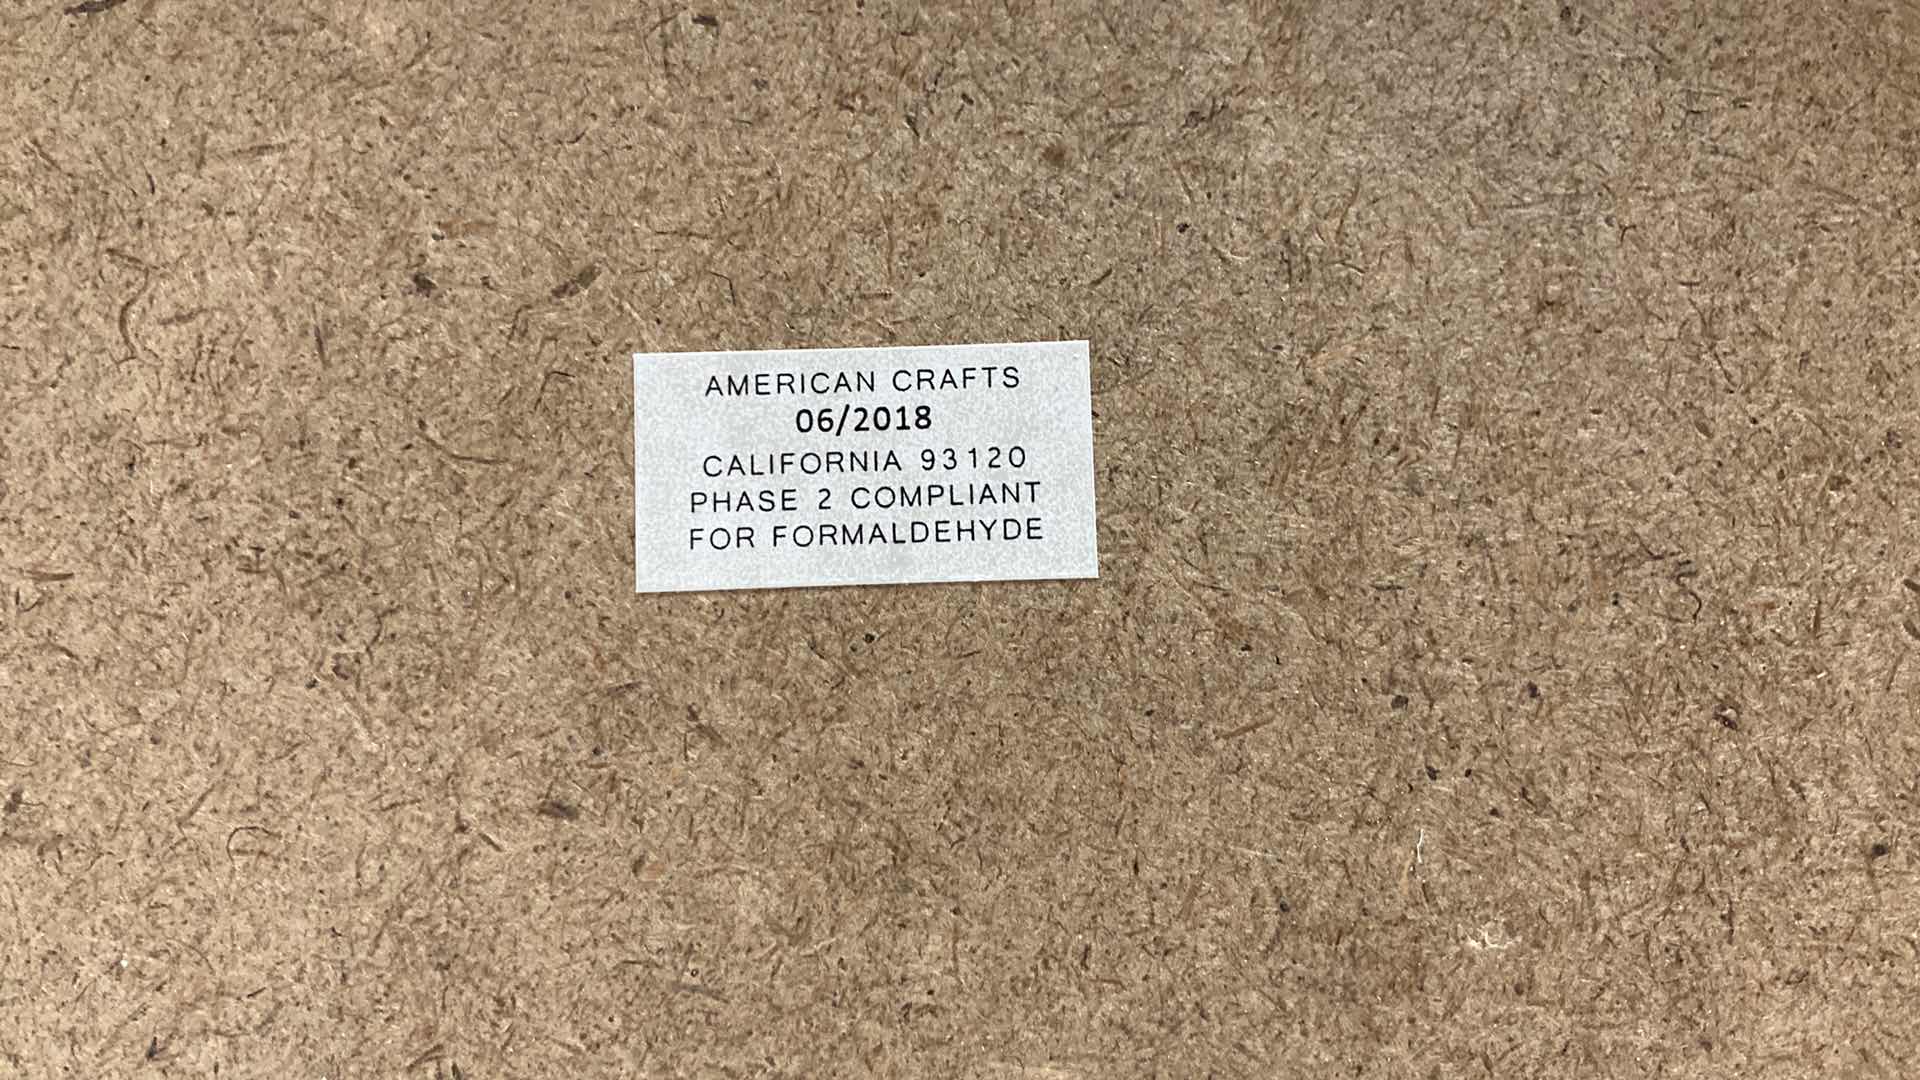 AMERICAN CRAFTS
06/2018
CALIFORNIA 93120
PHASE 2 COMPLIANT
FOR FORMALDEHYDE